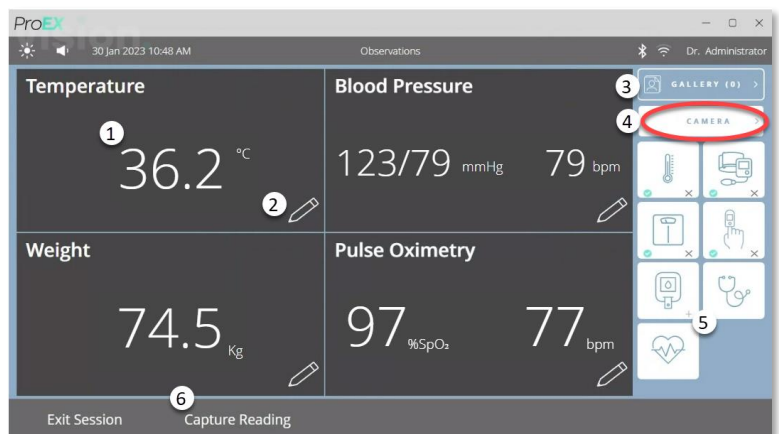 ProEX
vision
30 Jan 2023 10:48 AM
Observations
Dr. Administrator
Temperature
1
36.2 °C
2
Blood Pressure
123/79 mmHg 79 bpm
3
GALLERY (0) >
4
CAMERA >
Weight
74.5 Kg
Pulse Oximetry
97 %SpO₂ 77 bpm
5
6
Exit Session
Capture Reading